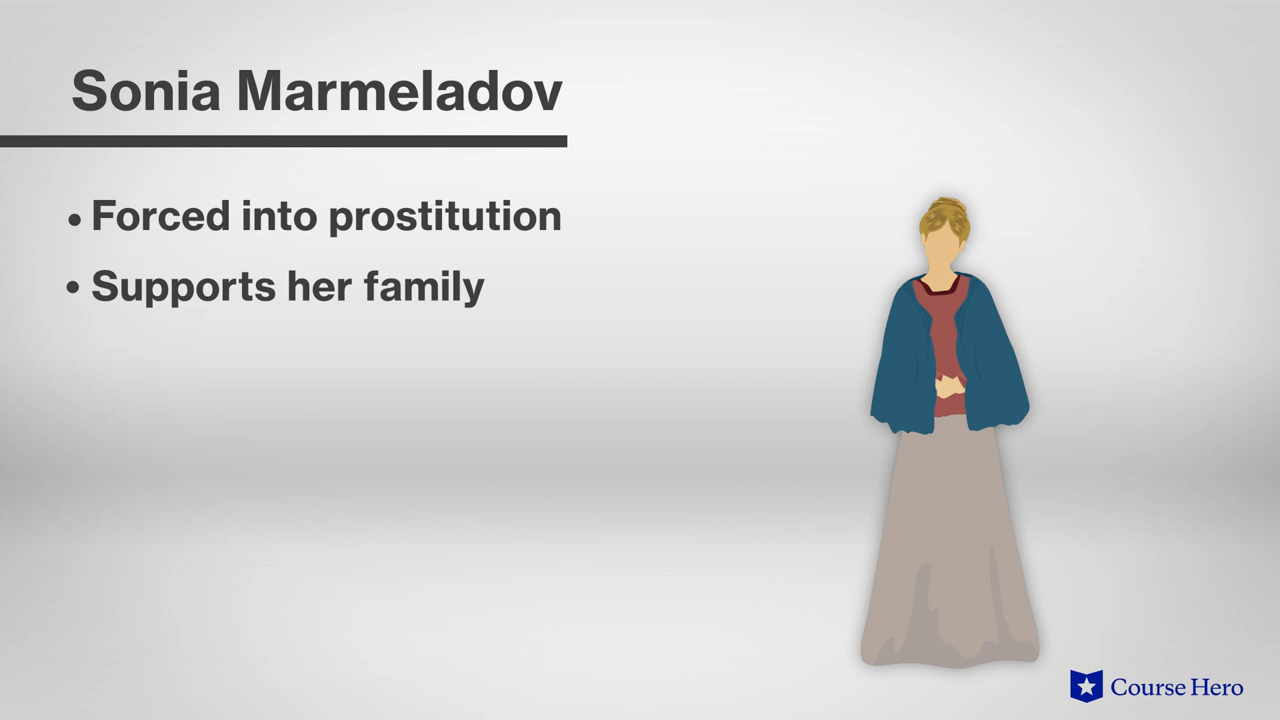 Sonia Marmeladov
• Forced into prostitution
• Supports her family
Course Hero